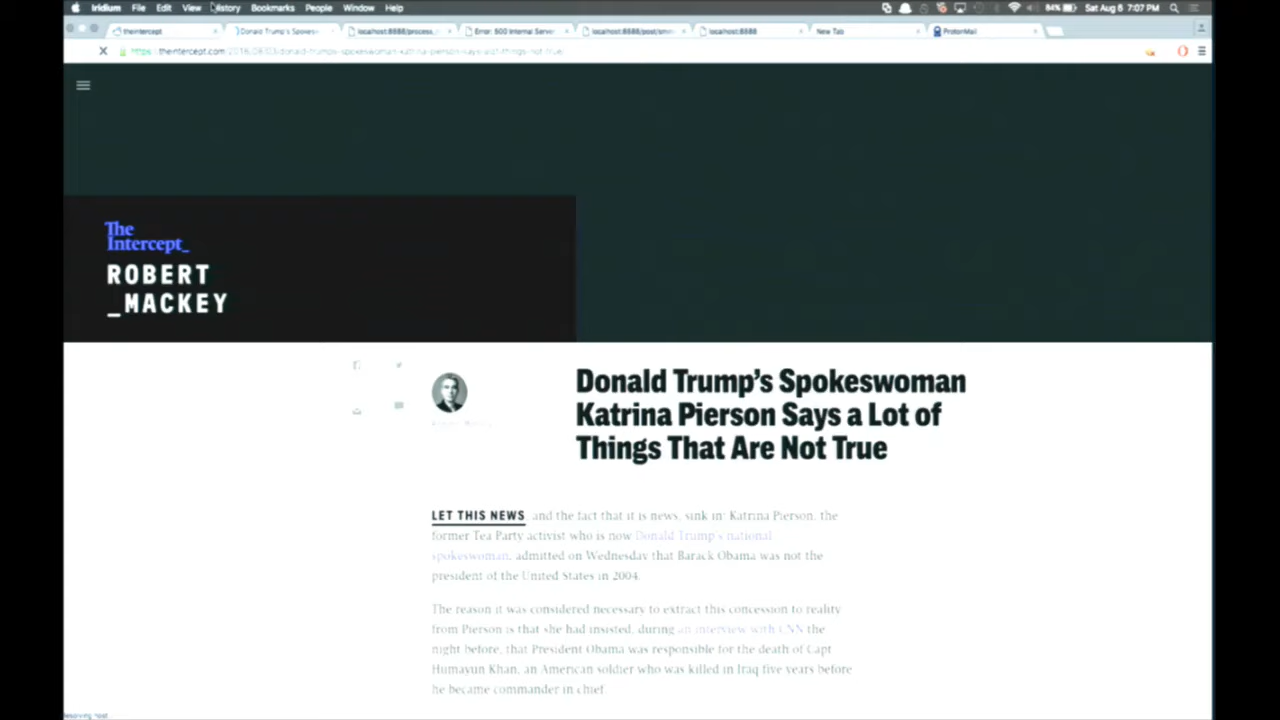 Iridium File Edit View History Bookmarks People Window Help 84% Sat Aug 6 7:07 PM
theintercept Donald Trump's Spokesw localhost:8888/process_ Error: 500 Internal Server localhost:8888/post/ localhost:8888 New Tab ProtonMail
https://theintercept.com/2016/08/03/donald-trumps-spokeswoman-katrina-pierson-says-a-lot-of-things-not-true
The
Intercept_
ROBERT
_MACKEY
Donald Trump's Spokeswoman
Katrina Pierson Says a Lot of
Things That Are Not True
LET THIS NEWS, and the fact that it is news, sink in: Katrina Pierson, the
former Tea Party activist who is now Donald Trump's national
spokeswoman, admitted on Wednesday that Barack Obama was not the
president of the United States in 2004.
The reason it was considered necessary to extract this concession to reality
from Pierson is that she had insisted, during an interview with CNN the
night before, that President Obama was responsible for the death of Capt
Humayun Khan, an American soldier who was killed in Iraq five years before
he became commander in chief.
Resolving host